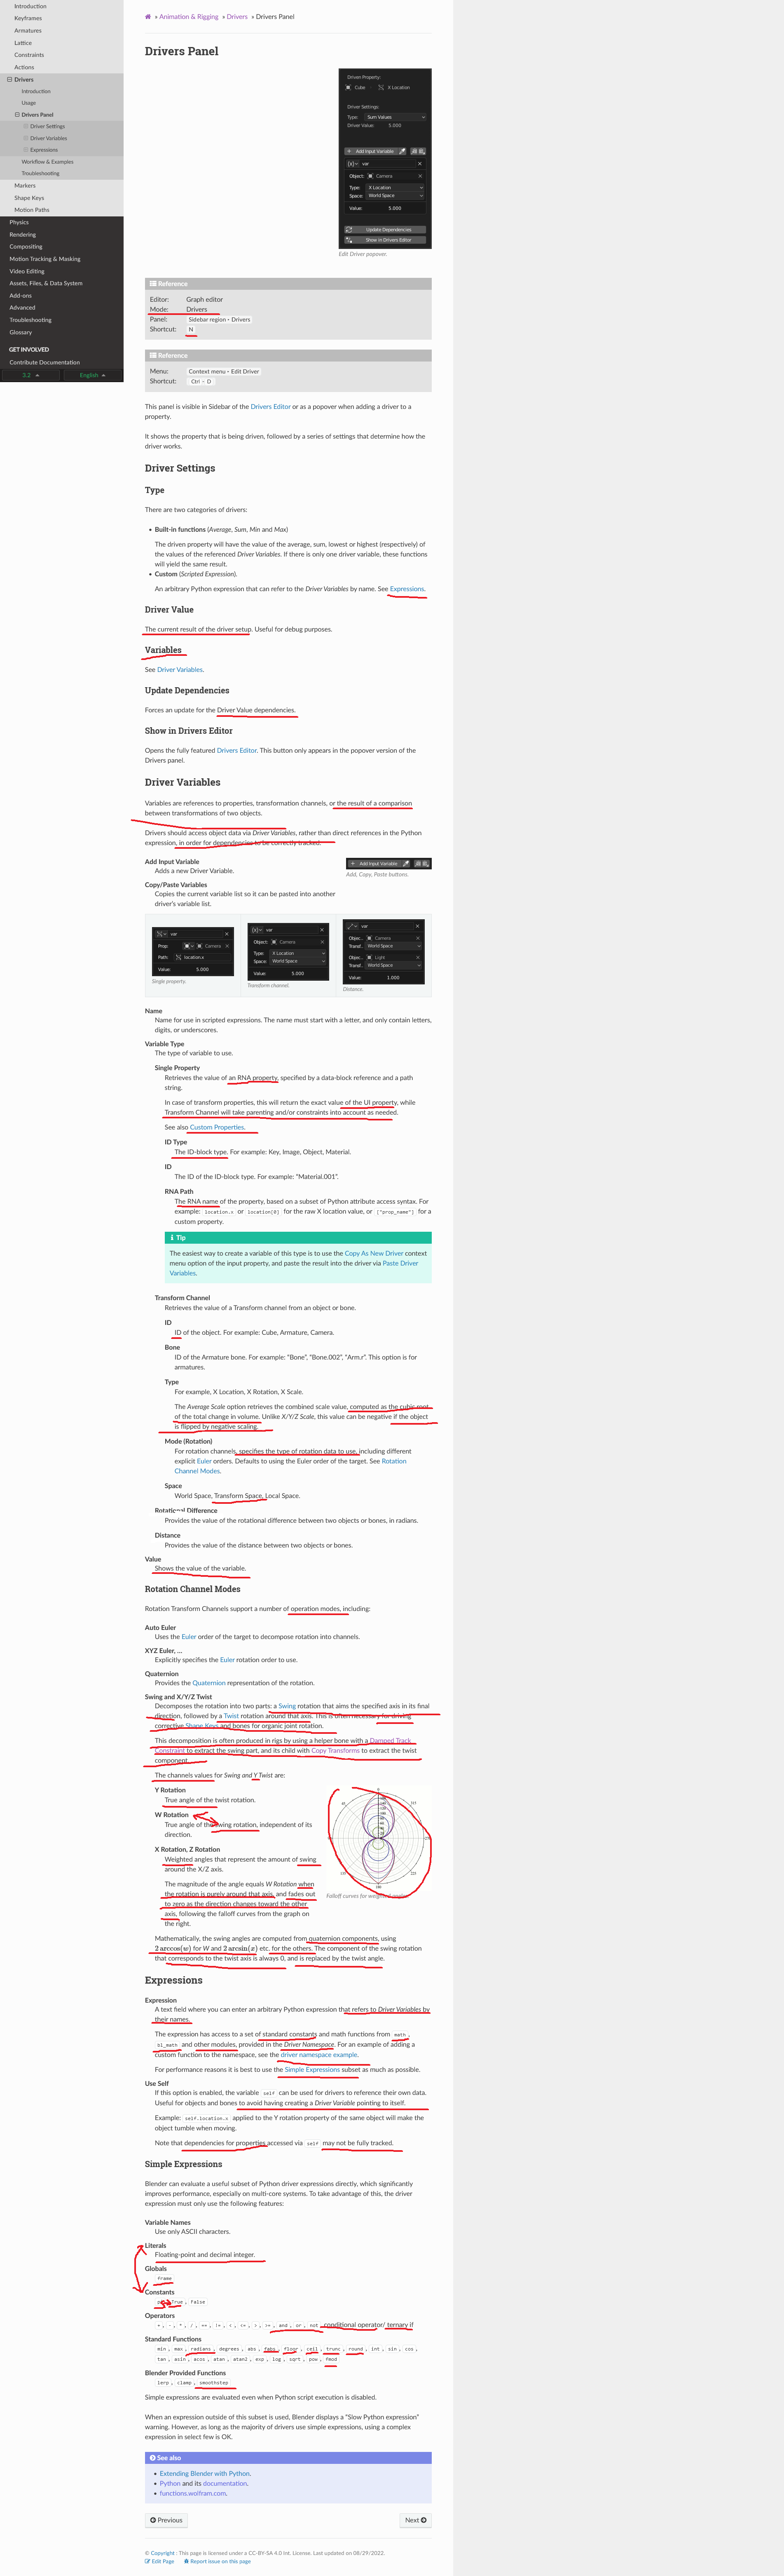 Introduction
Keyframes
Armatures
Lattice
Constraints
Actions
Drivers
Introduction
Usage
Drivers Panel
Driver Settings
Driver Variables
Expressions
Workflow & Examples
Troubleshooting
Markers
Shape Keys
Motion Paths
Physics
Rendering
Compositing
Motion Tracking & Masking
Video Editing
Assets, Files, & Data System
Add-ons
Advanced
Troubleshooting
Glossary
GET INVOLVED
Contribute Documentation
3.2 English
» Animation & Rigging » Drivers » Drivers Panel
Drivers Panel
Driven Property:
Cube X Location
Driver Settings:
Type: Sum Values
Driver Value: 5.000
Add Input Variable
var
Object: Camera
Type: X Location
Space: World Space
Value: 5.000
Update Dependencies
Show in Drivers Editor
Edit Driver popover.
Reference
Editor: Graph editor
Mode: Drivers
Panel: Sidebar region ‣ Drivers
Shortcut: N
Reference
Menu: Context menu ‣ Edit Driver
Shortcut: Ctrl - D
This panel is visible in Sidebar of the Drivers Editor or as a popover when adding a driver to a
property.
It shows the property that is being driven, followed by a series of settings that determine how the
driver works.
Driver Settings
Type
There are two categories of drivers:
• Built-in functions (Average, Sum, Min and Max)
The driven property will have the value of the average, sum, lowest or highest (respectively) of
the values of the referenced Driver Variables. If there is only one driver variable, these functions
will yield the same result.
• Custom (Scripted Expression).
An arbitrary Python expression that can refer to the Driver Variables by name. See Expressions.
Driver Value
The current result of the driver setup. Useful for debug purposes.
Variables
See Driver Variables.
Update Dependencies
Forces an update for the Driver Value dependencies.
Show in Drivers Editor
Opens the fully featured Drivers Editor. This button only appears in the popover version of the
Drivers panel.
Driver Variables
Variables are references to properties, transformation channels, or the result of a comparison
between transformations of two objects.
Drivers should access object data via Driver Variables, rather than direct references in the Python
expression, in order for dependencies to be correctly tracked.
Add Input Variable
Adds a new Driver Variable.
Add Input Variable
Add, Copy, Paste buttons.
Copy/Paste Variables
Copies the current variable list so it can be pasted into another
driver's variable list.
var
Prop: Camera
Path: location.x
Value: 5.000
Single property.
var
Object: Camera
Type: X Location
Space: World Space
Value: 5.000
Transform channel.
var
Objec.. Camera
Transf.. World Space
Objec.. Light
Transf.. World Space
Value: 1.000
Distance.
Name
Name for use in scripted expressions. The name must start with a letter, and only contain letters,
digits, or underscores.
Variable Type
The type of variable to use.
Single Property
Retrieves the value of an RNA property, specified by a data-block reference and a path
string.
In case of transform properties, this will return the exact value of the UI property, while
Transform Channel will take parenting and/or constraints into account as needed.
See also Custom Properties.
ID Type
The ID-block type. For example: Key, Image, Object, Material.
ID
The ID of the ID-block type. For example: "Material.001".
RNA Path
The RNA name of the property, based on a subset of Python attribute access syntax. For
example: location.x or location[0] for the raw X location value, or ["prop_name"] for a
custom property.
Tip
The easiest way to create a variable of this type is to use the Copy As New Driver context
menu option of the input property, and paste the result into the driver via Paste Driver
Variables.
Transform Channel
Retrieves the value of a Transform channel from an object or bone.
ID
ID of the object. For example: Cube, Armature, Camera.
Bone
ID of the Armature bone. For example: "Bone", "Bone.002", "Arm.r". This option is for
armatures.
Type
For example, X Location, X Rotation, X Scale.
The Average Scale option retrieves the combined scale value, computed as the cubic root
of the total change in volume. Unlike X/Y/Z Scale, this value can be negative if the object
is flipped by negative scaling.
Mode (Rotation)
For rotation channels, specifies the type of rotation data to use, including different
explicit Euler orders. Defaults to using the Euler order of the target. See Rotation
Channel Modes.
Space
World Space, Transform Space, Local Space.
Rotational Difference
Provides the value of the rotational difference between two objects or bones, in radians.
Distance
Provides the value of the distance between two objects or bones.
Value
Shows the value of the variable.
Rotation Channel Modes
Rotation Transform Channels support a number of operation modes, including:
Auto Euler
Uses the Euler order of the target to decompose rotation into channels.
XYZ Euler, ...
Explicitly specifies the Euler rotation order to use.
Quaternion
Provides the Quaternion representation of the rotation.
Swing and X/Y/Z Twist
Decomposes the rotation into two parts: a Swing rotation that aims the specified axis in its final
direction, followed by a Twist rotation around that axis. This is often necessary for driving
corrective Shape Keys and bones for organic joint rotation.
This decomposition is often produced in rigs by using a helper bone with a Damped Track
Constraint to extract the swing part, and its child with Copy Transforms to extract the twist
component.
The channels values for Swing and Y Twist are:
Y Rotation
True angle of the twist rotation.
W Rotation
True angle of the swing rotation, independent of its
direction.
X Rotation, Z Rotation
Weighted angles that represent the amount of swing
around the X/Z axis.
The magnitude of the angle equals W Rotation when
the rotation is purely around that axis, and fades out
to zero as the direction changes toward the other
axis, following the falloff curves from the graph on
the right.
Falloff curves for weighted angles.
Mathematically, the swing angles are computed from quaternion components, using
2 arccos(w) for W and 2 arcsin(x) etc. for the others. The component of the swing rotation
that corresponds to the twist axis is always 0, and is replaced by the twist angle.
Expressions
Expression
A text field where you can enter an arbitrary Python expression that refers to Driver Variables by
their names.
The expression has access to a set of standard constants and math functions from math,
bl_math and other modules, provided in the Driver Namespace. For an example of adding a
custom function to the namespace, see the driver namespace example.
For performance reasons it is best to use the Simple Expressions subset as much as possible.
Use Self
If this option is enabled, the variable self can be used for drivers to reference their own data.
Useful for objects and bones to avoid having creating a Driver Variable pointing to itself.
Example: self.location.x applied to the Y rotation property of the same object will make the
object tumble when moving.
Note that dependencies for properties accessed via self may not be fully tracked.
Simple Expressions
Blender can evaluate a useful subset of Python driver expressions directly, which significantly
improves performance, especially on multi-core systems. To take advantage of this, the driver
expression must only use the following features:
Variable Names
Use only ASCII characters.
Literals
Floating-point and decimal integer.
Globals
frame
Constants
True, False
Operators
+, -, *, /, ==, !=, <, <=, >, >=, and, or, not, conditional operator/ ternary if
Standard Functions
min, max, radians, degrees, abs, fabs, floor, ceil, trunc, round, int, sin, cos,
tan, asin, acos, atan, atan2, exp, log, sqrt, pow, fmod
Blender Provided Functions
lerp, clamp, smoothstep
Simple expressions are evaluated even when Python script execution is disabled.
When an expression outside of this subset is used, Blender displays a "Slow Python expression"
warning. However, as long as the majority of drivers use simple expressions, using a complex
expression in select few is OK.
See also
• Extending Blender with Python.
• Python and its documentation.
• functions.wolfram.com.
Previous Next
© Copyright : This page is licensed under a CC-BY-SA 4.0 Int. License. Last updated on 08/29/2022.
Edit Page Report issue on this page